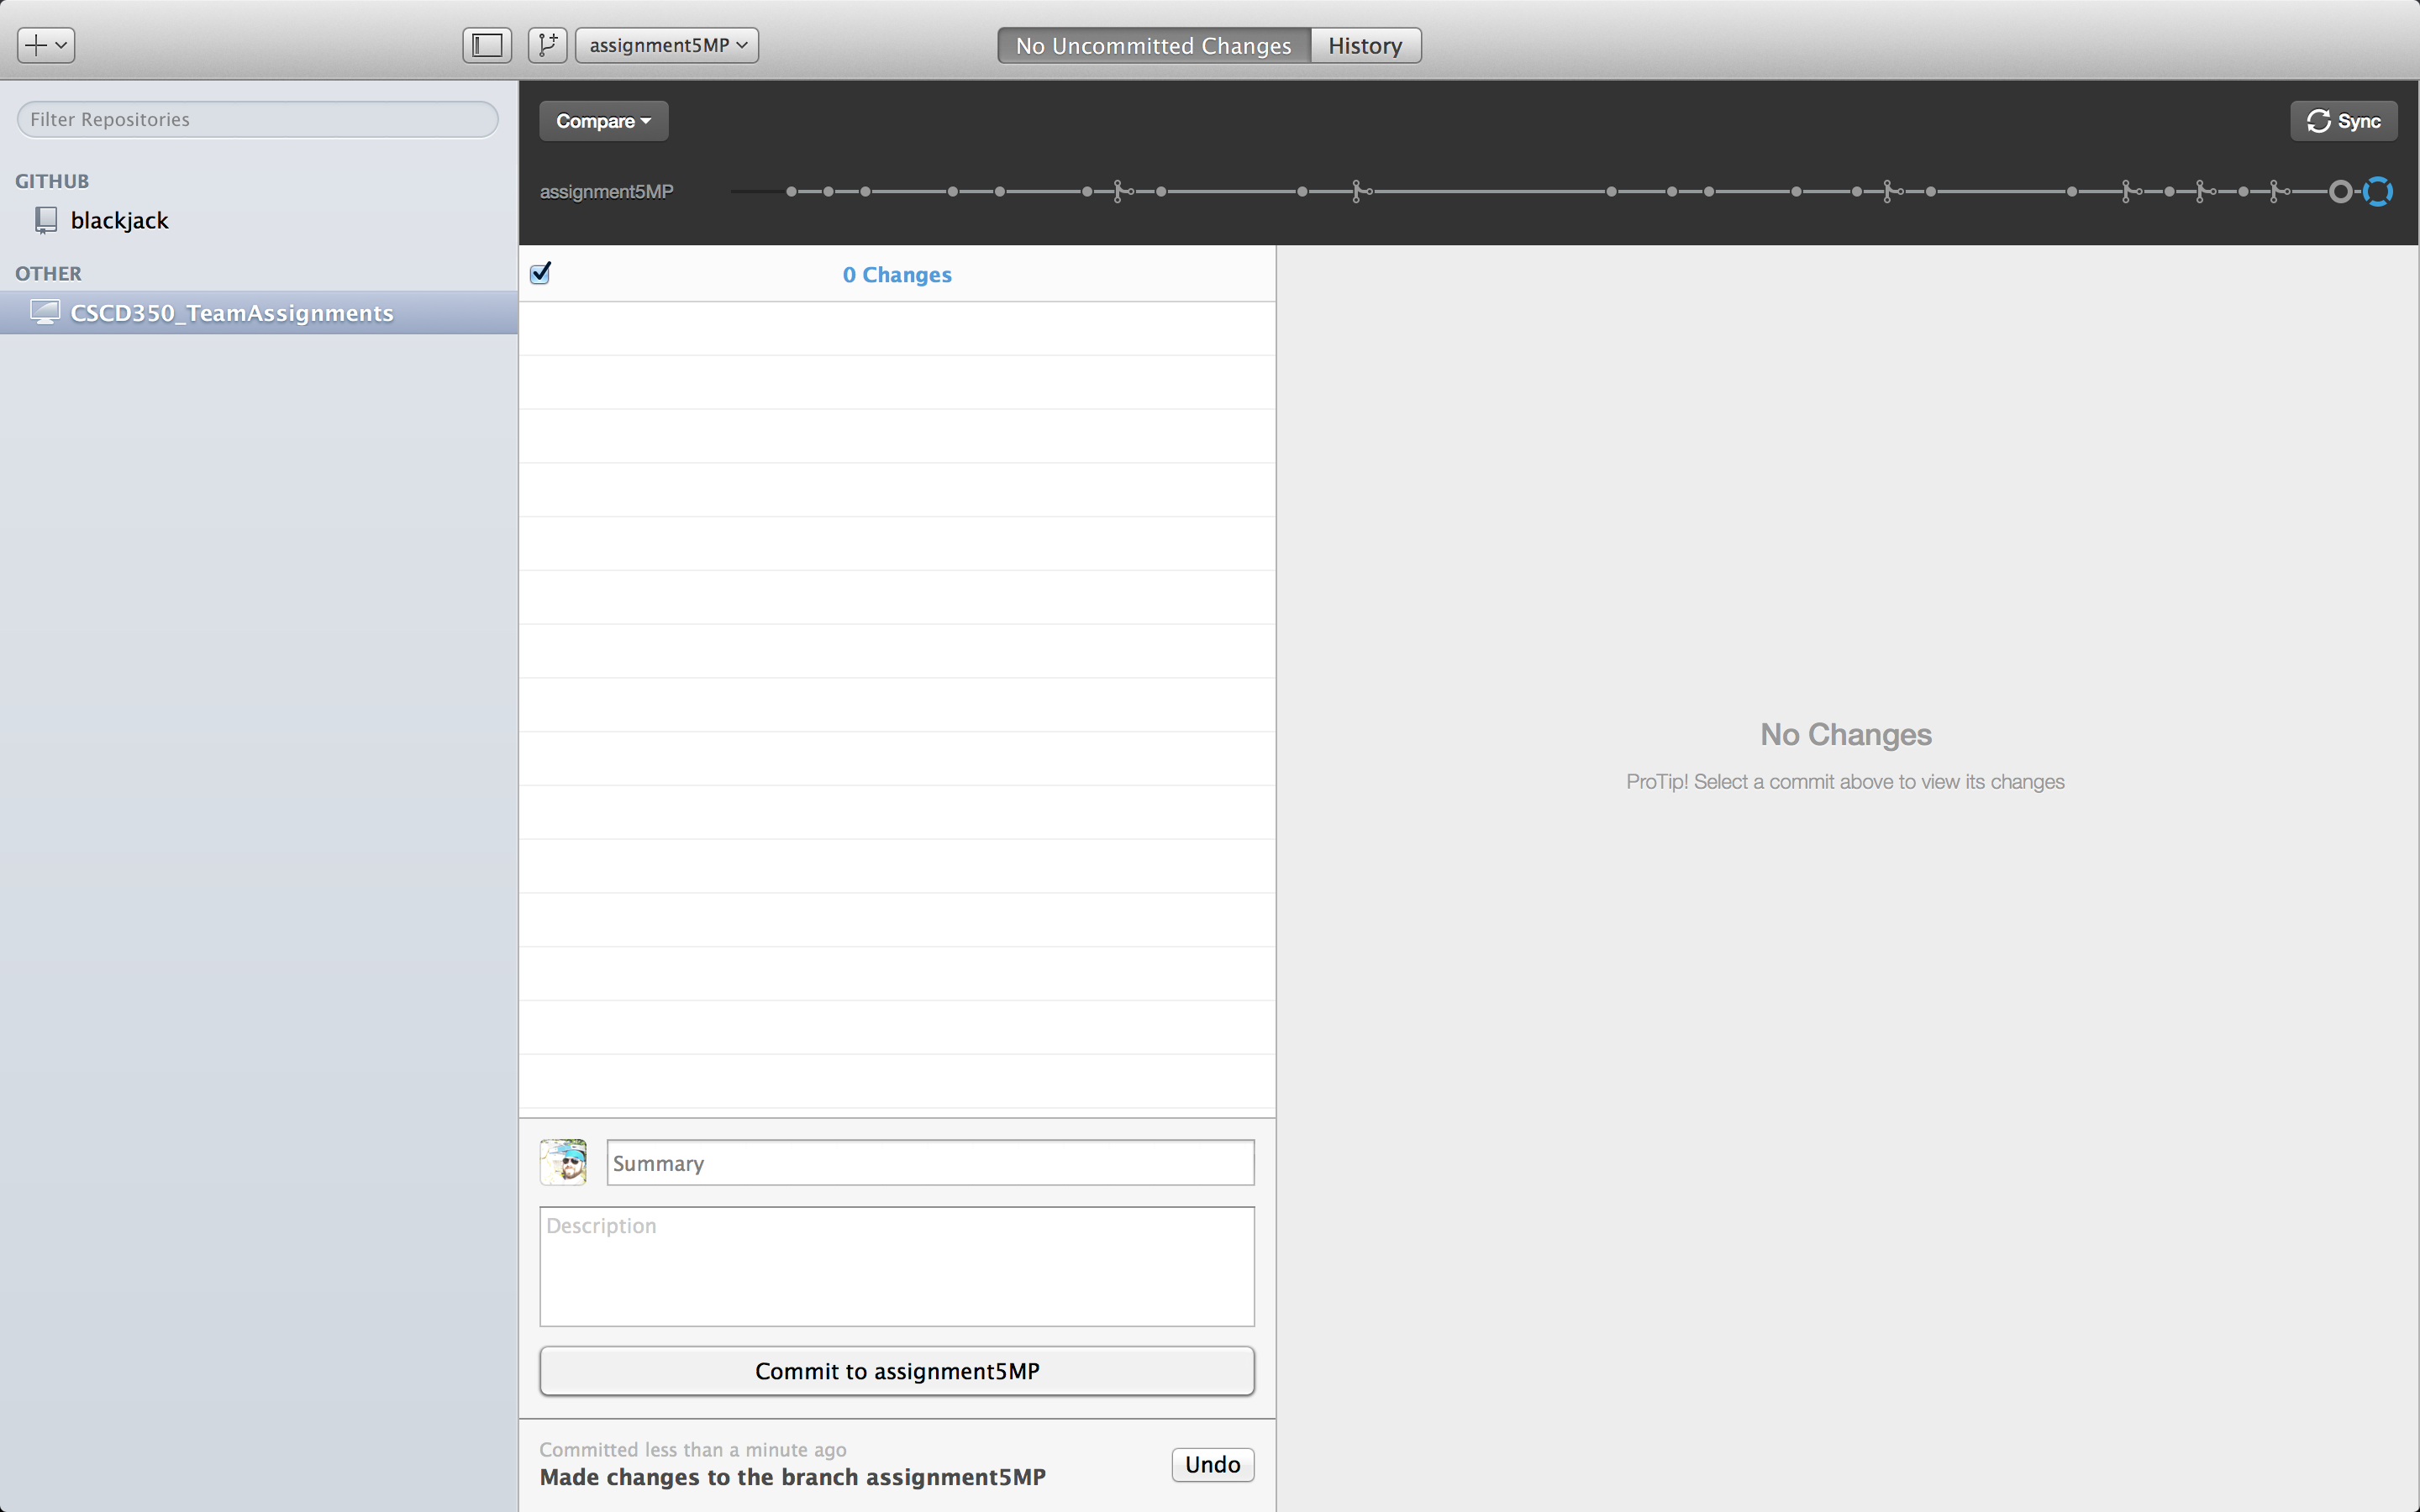 assignment5MP
No Uncommitted Changes
History
Filter Repositories
GITHUB
blackjack
OTHER
CSCD350_TeamAssignments
Compare
Sync
assignment5MP
0 Changes
No Changes
ProTip! Select a commit above to view its changes
Summary
Description
Commit to assignment5MP
Committed less than a minute ago
Made changes to the branch assignment5MP
Undo